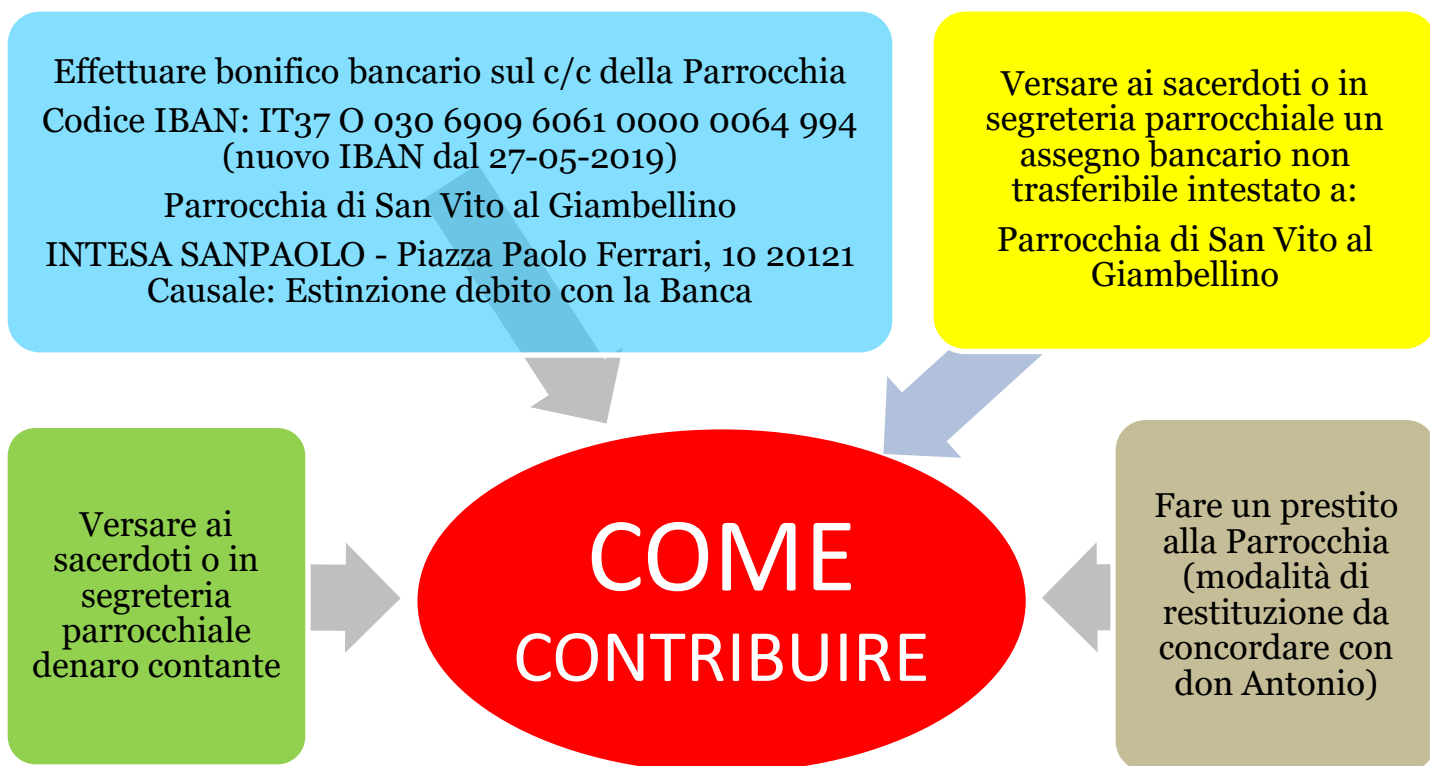 Effettuare bonifico bancario sul c/c della Parrocchia
Codice IBAN: IT37 O 030 6909 6061 0000 0064 994
(nuovo IBAN dal 27-05-2019)
Parrocchia di San Vito al Giambellino
INTESA SANPAOLO - Piazza Paolo Ferrari, 10 20121
Causale: Estinzione debito con la Banca
Versare ai sacerdoti o in
segreteria parrocchiale un
assegno bancario non
trasferibile intestato a:
Parrocchia di San Vito al
Giambellino
Versare ai
sacerdoti o in
segreteria
parrocchiale
denaro contante
COME
CONTRIBUIRE
Fare un prestito
alla Parrocchia
(modalità di
restituzione da
concordare con
don Antonio)